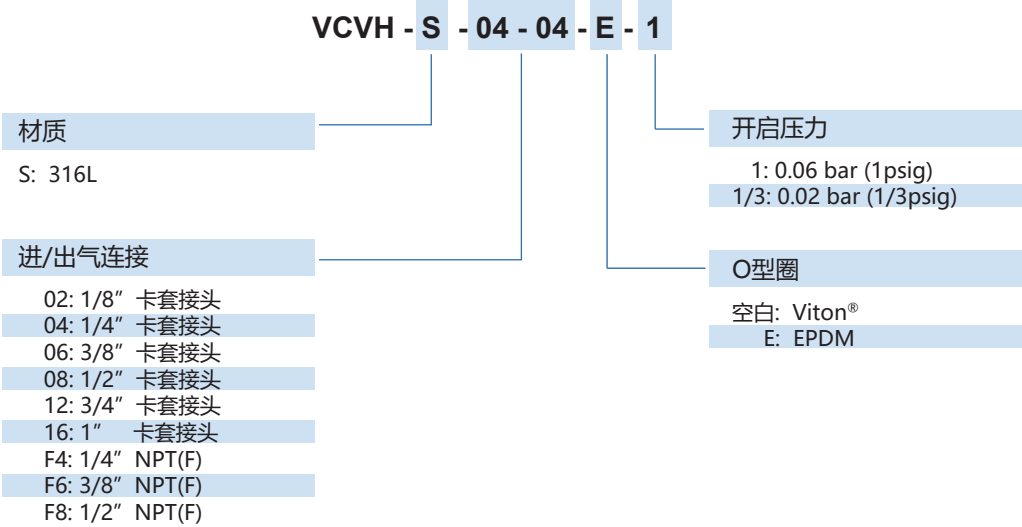 VCVH - S - 04 - 04 - E - 1
材质
S: 316L
进/出气连接
02: 1/8” 卡套接头
04: 1/4” 卡套接头
06: 3/8” 卡套接头
08: 1/2” 卡套接头
12: 3/4” 卡套接头
16: 1” 卡套接头
F4: 1/4” NPT(F)
F6: 3/8” NPT(F)
F8: 1/2” NPT(F)
开启压力
1: 0.06 bar (1psig)
1/3: 0.02 bar (1/3psig)
O型圈
空白: Viton®
E: EPDM